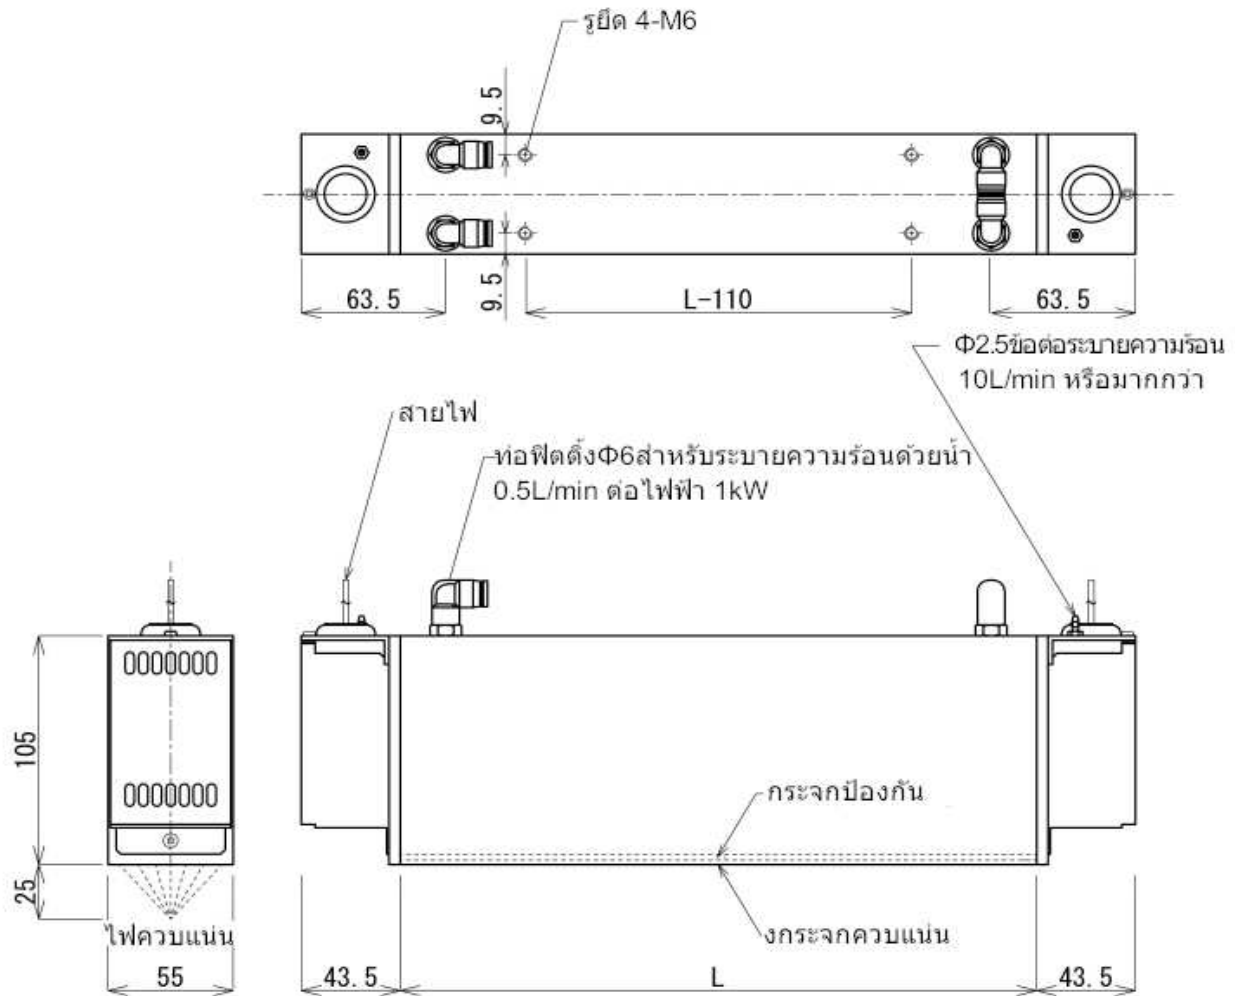 รูยึด 4-M6
9.5
9.5
63.5
L-110
63.5
Φ2.5ข้อต่อระบายความร้อน
10L/min หรือมากกว่า
สายไฟ
ท่อฟิตติ้งΦ6สำหรับระบายความร้อนด้วยน้ำ
0.5L/min ต่อไฟฟ้า 1kW
105
กระจกป้องกัน
25
ไฟควบแน่น
งกระจกควบแน่น
55
43.5
L
43.5